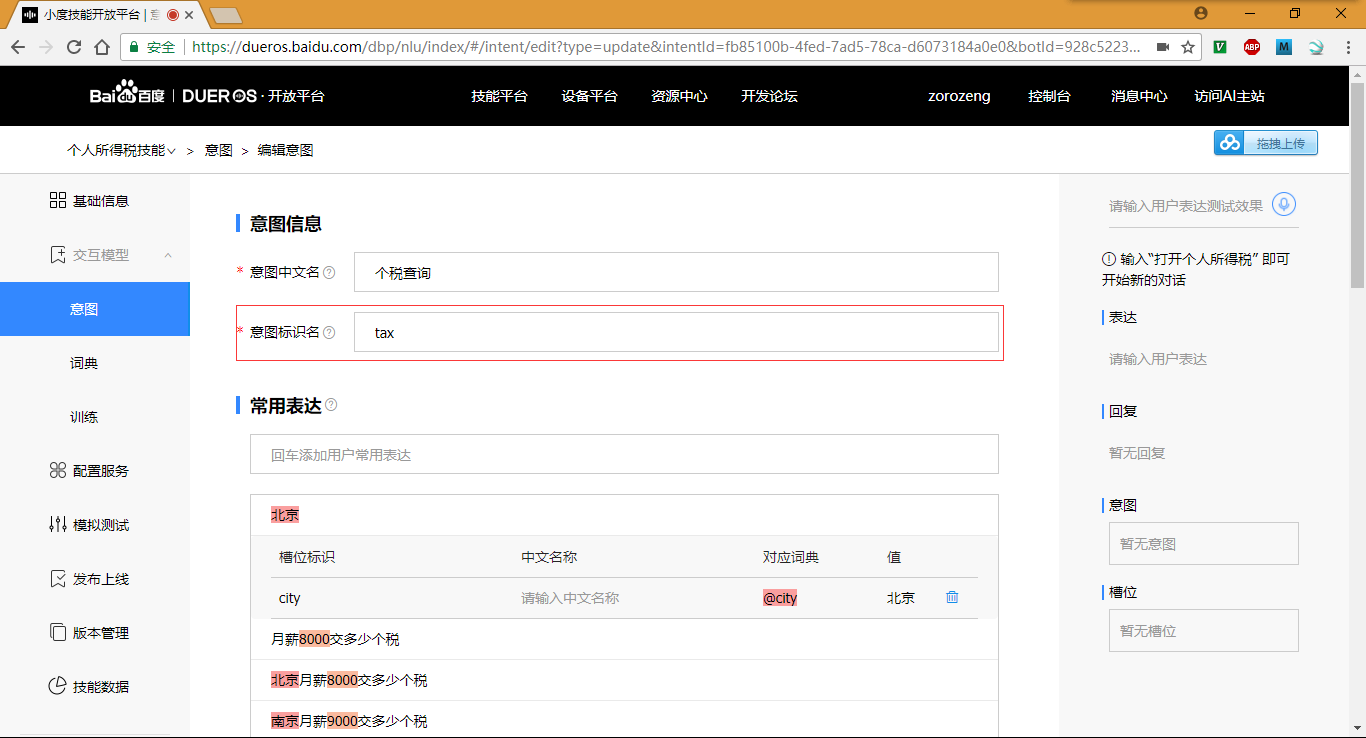 小度技能开放平台 | 意
安全 https://dueros.baidu.com/dbp/nlu/index/#/intent/edit?type=update&intentId=fb85100b-4fed-7ad5-78ca-d6073184a0e0&botId=928c5223...
V ABP M
Baidu百度 | DUEROS·开放平台 技能平台 设备平台 资源中心 开发论坛 zorozeng 控制台 消息中心 访问AI主站
个人所得税技能 > 意图 > 编辑意图
拖拽上传
基础信息
交互模型
意图
词典
训练
配置服务
模拟测试
发布上线
版本管理
技能数据
意图信息
* 意图中文名 ? 个税查询
* 意图标识名 ? tax
常用表达 ?
回车添加用户常用表达
北京
槽位标识 中文名称 对应词典 值
city 请输入中文名称 @city 北京
月薪8000交多少个税
北京月薪8000交多少个税
南京月薪9000交多少个税
请输入用户表达测试效果
输入“打开个人所得税” 即可
开始新的对话
表达
请输入用户表达
回复
暂无回复
意图
暂无意图
槽位
暂无槽位